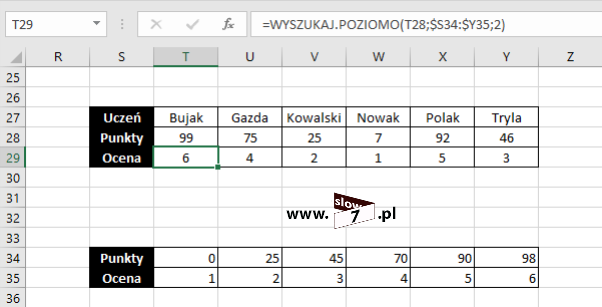 T29 =WYSZUKAJ.POZIOMO(T28;$S34:$Y35;2)
R S T U V W X Y Z
25
26
27 Uczeń Bujak Gazda Kowalski Nowak Polak Tryla
28 Punkty 99 75 25 7 92 46
29 Ocena 6 4 2 1 5 3
30
31
32 www.slow7.pl
33
34 Punkty 0 25 45 70 90 98
35 Ocena 1 2 3 4 5 6
36